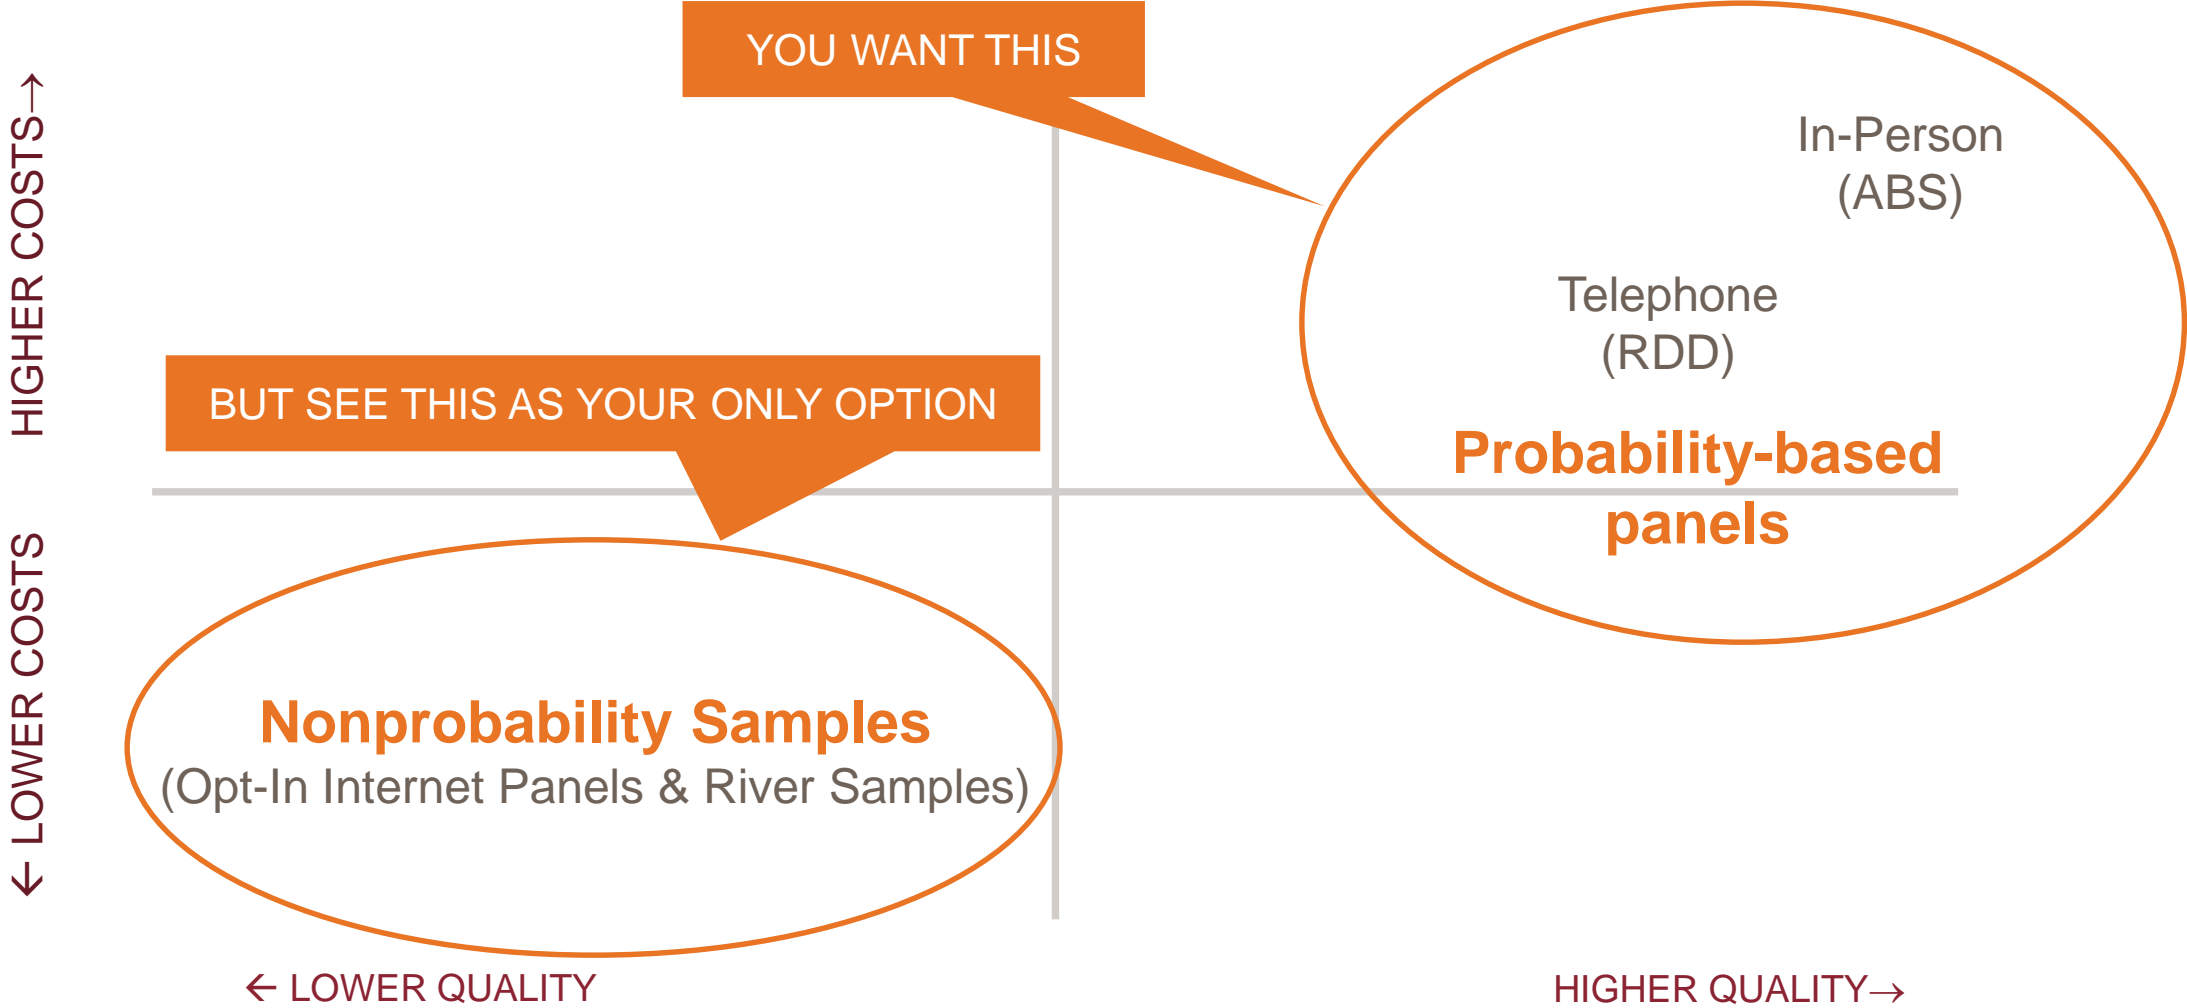 YOU WANT THIS
In-Person
(ABS)
Telephone
(RDD)
HIGHER COSTS→
BUT SEE THIS AS YOUR ONLY OPTION
Probability-based
panels
← LOWER COSTS
Nonprobability Samples
(Opt-In Internet Panels & River Samples)
← LOWER QUALITY
HIGHER QUALITY→